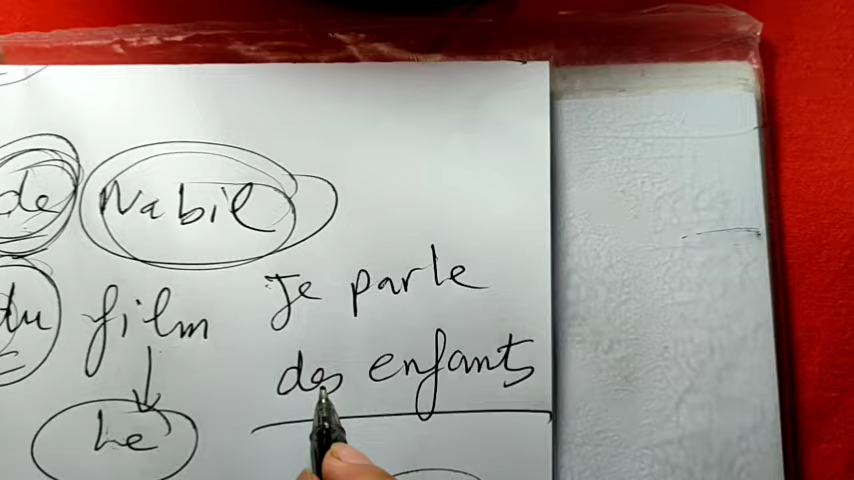 de Nabil
du film
Je parle
des enfants
Le